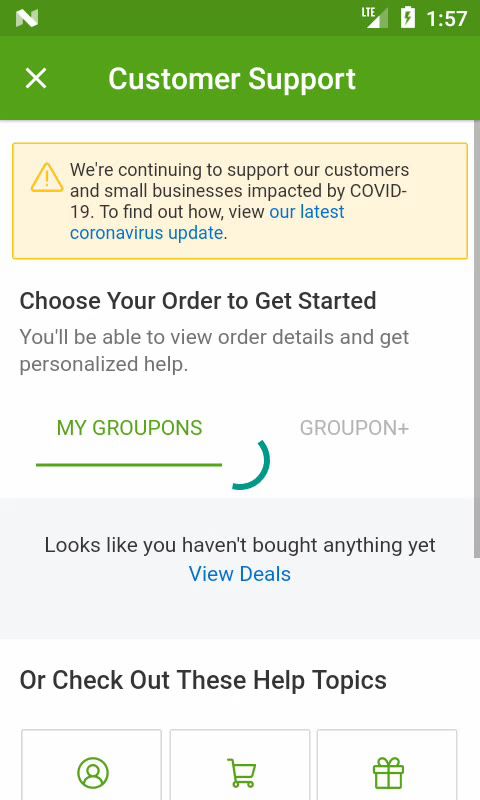 LTE 1:57
Customer Support
We're continuing to support our customers
and small businesses impacted by COVID-
19. To find out how, view our latest
coronavirus update.
Choose Your Order to Get Started
You'll be able to view order details and get
personalized help.
MY GROUPONS GROUPON+
Looks like you haven't bought anything yet
View Deals
Or Check Out These Help Topics